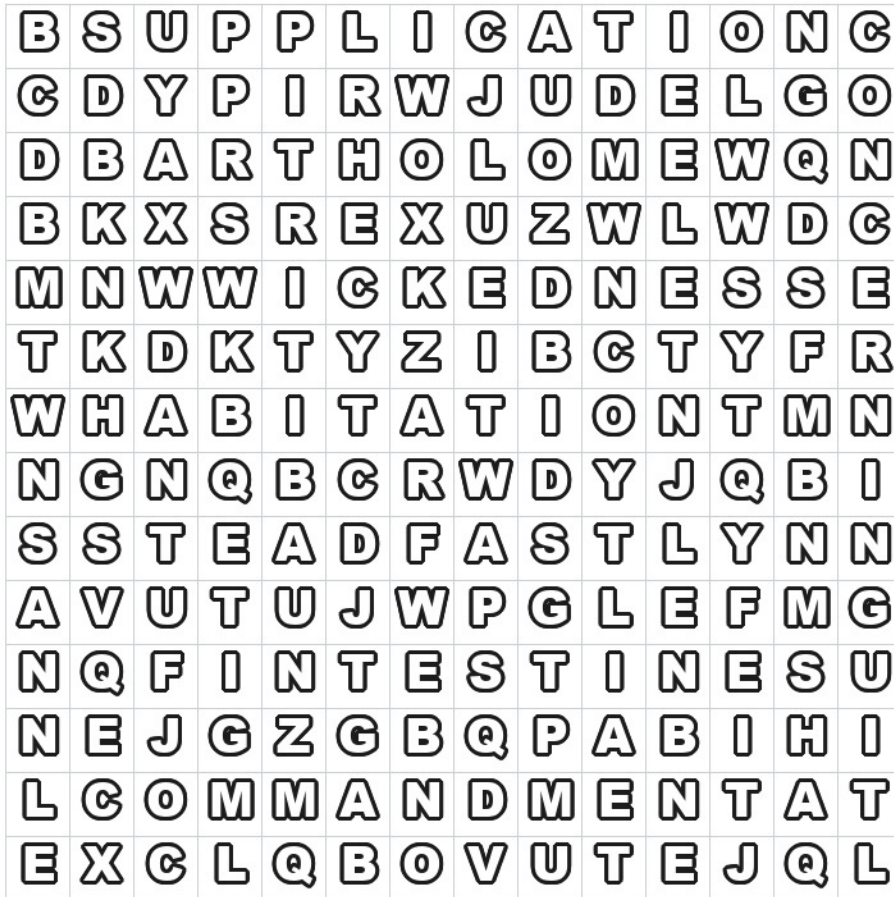 B S U P P L I C A T I O N C
C D Y P I R W J U D E L G O
D B A R T H O L O M E W Q N
B K X S R E X U Z W L W D C
M N W W I C K E D N E S S E
T K D K T Y Z I B C T Y F R
W H A B I T A T I O N T M N
N G N Q B C R W D Y J Q B I
S S T E A D F A S T L Y N N
A V U T U J W P G L E F M G
N Q F I N T E S T I N E S U
N E J G Z G B Q P A B I H I
L C O M M A N D M E N T A T
E X C L Q B O V U T E J Q L